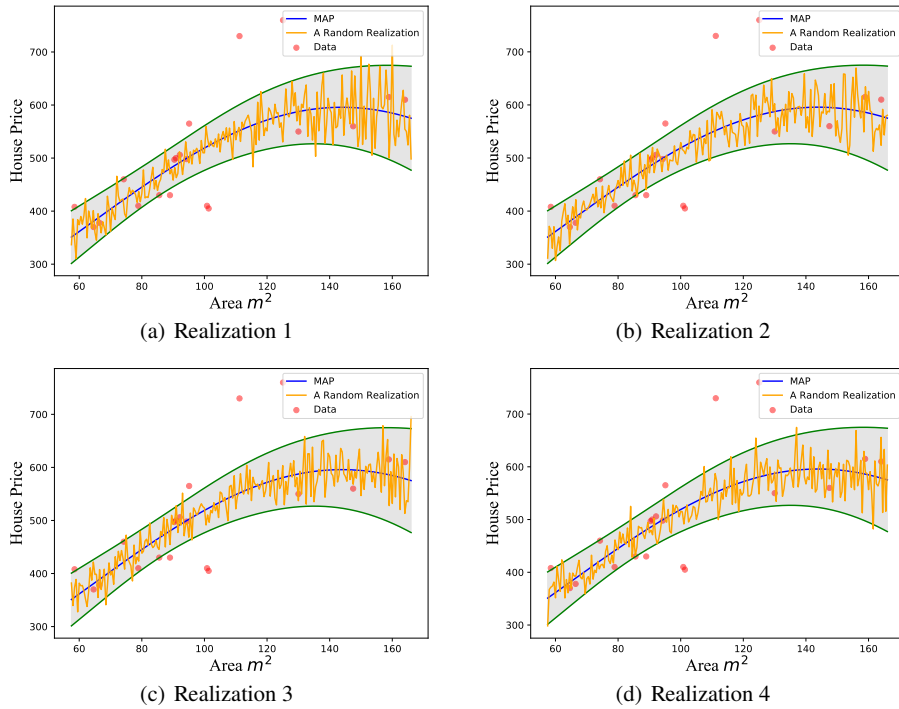 MAP
A Random Realization
Data
House Price
700
600
500
400
300
60 80 100 120 140 160
Area m²
(a) Realization 1
MAP
A Random Realization
Data
House Price
700
600
500
400
300
60 80 100 120 140 160
Area m²
(b) Realization 2
MAP
A Random Realization
Data
House Price
700
600
500
400
300
60 80 100 120 140 160
Area m²
(c) Realization 3
MAP
A Random Realization
Data
House Price
700
600
500
400
300
60 80 100 120 140 160
Area m²
(d) Realization 4